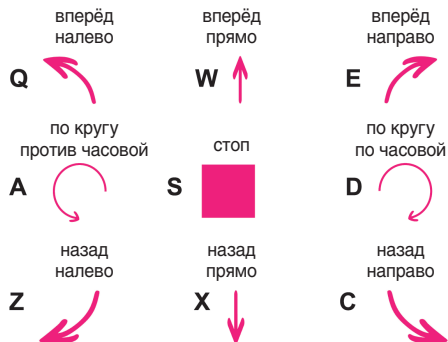 вперёд
налево
Q
вперёд
прямо
W
вперёд
направо
E
по кругу
против часовой
A
стоп
S
по кругу
по часовой
D
назад
налево
Z
назад
прямо
X
назад
направо
C